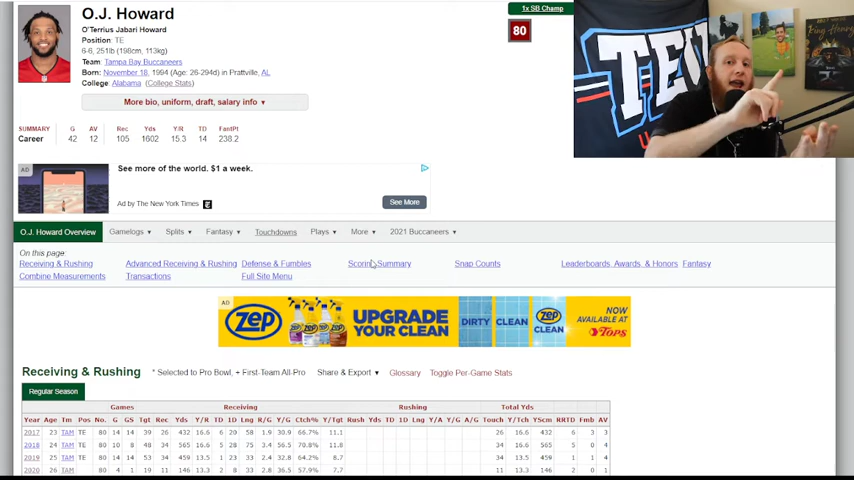 O.J. Howard
O'Terrius Jabari Howard
Position: TE
6-6, 251lb (198cm, 113kg)
Team: Tampa Bay Buccaneers
Born: November 18, 1994 (Age: 26-294d) in Prattville, AL
College: Alabama (College Stats)
More bio, uniform, draft, salary info ▼
1x SB Champ
80
SUMMARY G AV Rec Yds Y/R TD FantPt
Career 42 12 105 1602 15.3 14 238.2
AD
See more of the world. $1 a week.
Ad by The New York Times
See More
O.J. Howard Overview Gamelogs ▼ Splits ▼ Fantasy ▼ Touchdowns Plays ▼ More ▼ 2021 Buccaneers ▼
On this page:
Receiving & Rushing Advanced Receiving & Rushing Defense & Fumbles Scoring Summary Snap Counts Leaderboards, Awards, & Honors Fantasy
Combine Measurements Transactions Full Site Menu
AD
ZEP
UPGRADE
YOUR CLEAN
DIRTY CLEAN
ZEP
CLEAN
NOW
AVAILABLE AT
TOPS
Receiving & Rushing * Selected to Pro Bowl, + First-Team All-Pro Share & Export ▼ Glossary Toggle Per-Game Stats
Regular Season
Games Receiving Rushing Total Yds
Year Age Tm Pos No. G GS Tgt Rec Yds Y/R TD 1D Lng R/G Y/G Ctch% Y/Tgt Rush Yds TD 1D Lng Y/A Y/G A/G Touch Y/Tch YScm RRTD Fmb AV
2017 23 TAM TE 80 14 14 39 26 432 16.6 6 20 58 1.9 30.9 66.7% 11.1 26 16.6 432 6 3 3
2018 24 TAM TE 80 10 8 48 34 565 16.6 5 28 75 3.4 56.5 70.8% 11.8 34 16.6 565 5 0 4
2019 25 TAM TE 80 14 14 53 34 459 13.5 1 24 33 2.4 32.8 64.2% 8.7 34 13.5 459 1 1 4
2020 26 TAM TE 80 4 1 19 11 146 13.3 2 8 33 2.8 36.5 57.9% 7.7 11 13.3 146 2 0 1